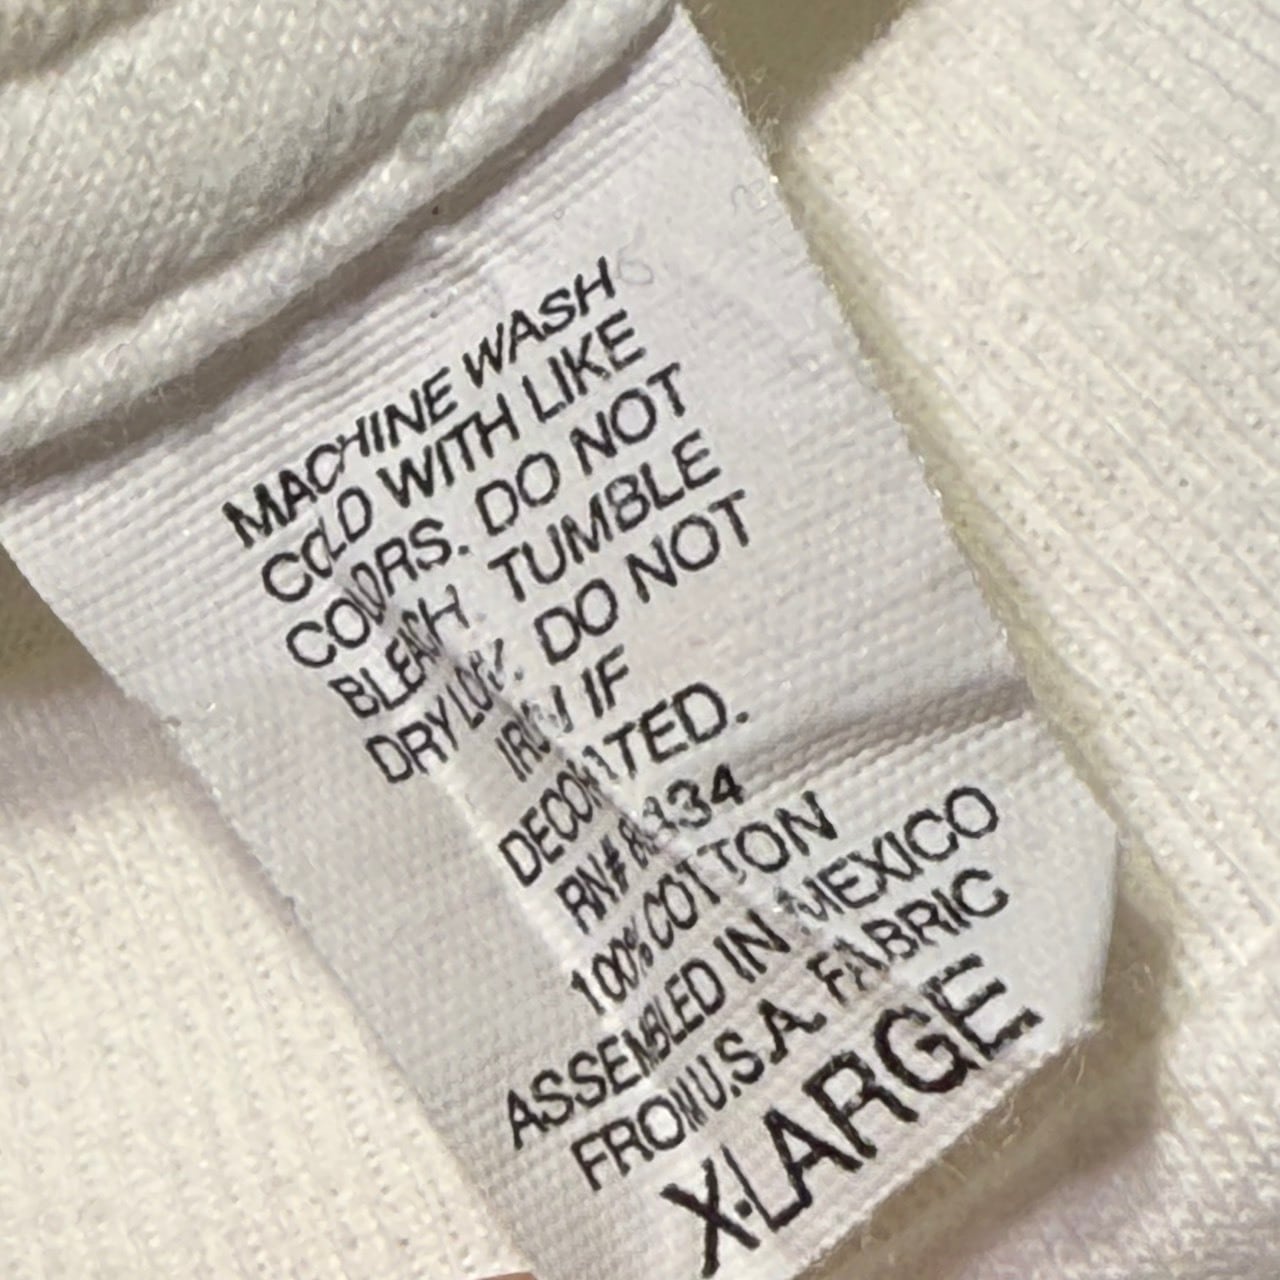 MACHINE WASH
COLD WITH LIKE
COLORS. DO NOT
BLEACH. TUMBLE
DRY LOW. DO NOT
IRON IF
DECORATED.
RN#
100% COTTON
ASSEMBLED IN MEXICO
FROM U.S.A. FABRIC
X-LARGE